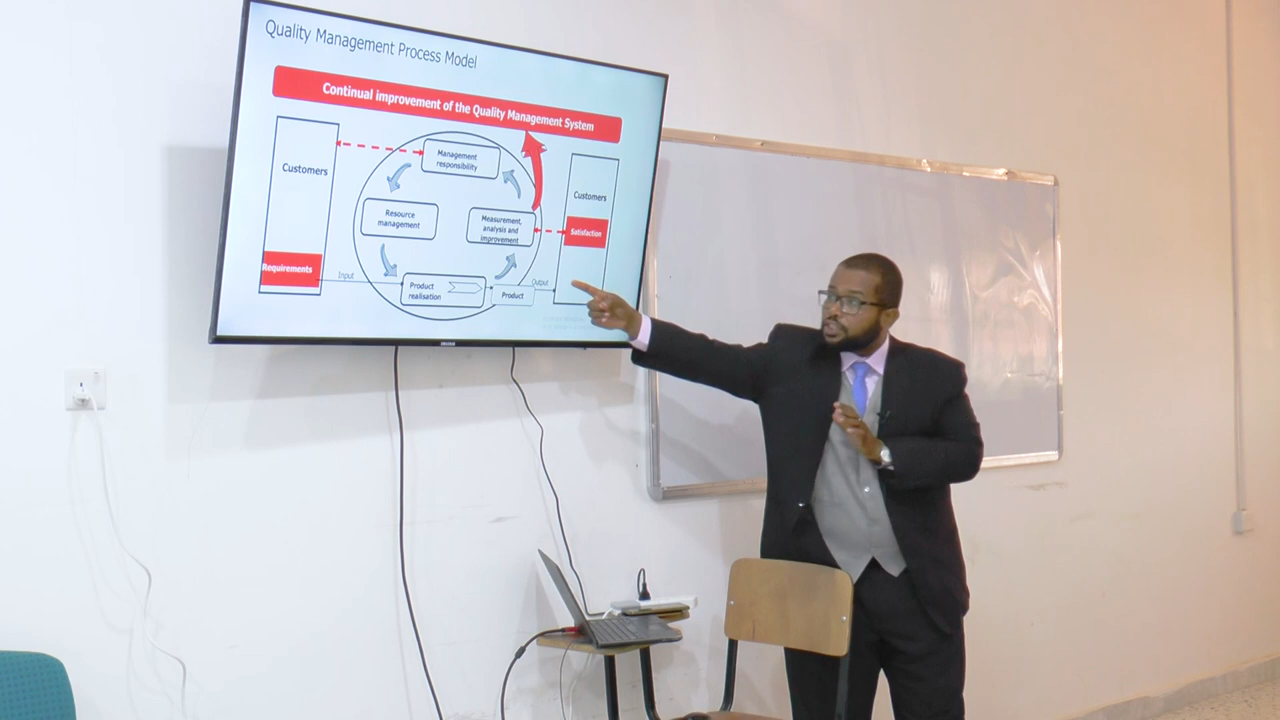 Quality Management Process Model
Continual improvement of the Quality Management System
Customers
Requirements
Input
Management
responsibility
Resource
management
Measurement,
analysis and
improvement
Product
realisation
Product
Output
Customers
Satisfaction